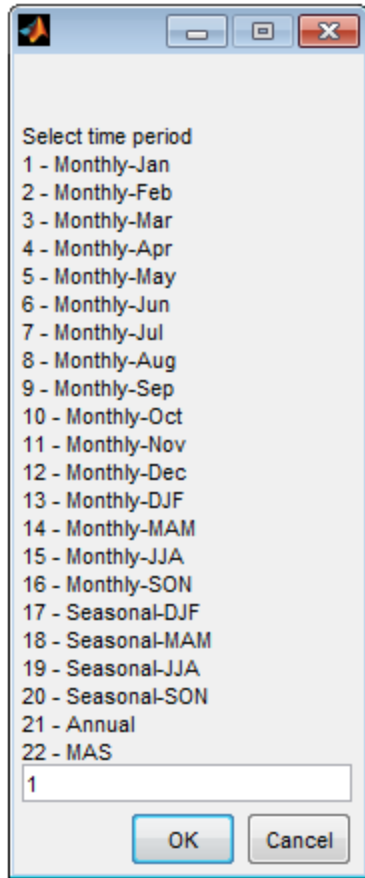 Select time period
1 - Monthly-Jan
2 - Monthly-Feb
3 - Monthly-Mar
4 - Monthly-Apr
5 - Monthly-May
6 - Monthly-Jun
7 - Monthly-Jul
8 - Monthly-Aug
9 - Monthly-Sep
10 - Monthly-Oct
11 - Monthly-Nov
12 - Monthly-Dec
13 - Monthly-DJF
14 - Monthly-MAM
15 - Monthly-JJA
16 - Monthly-SON
17 - Seasonal-DJF
18 - Seasonal-MAM
19 - Seasonal-JJA
20 - Seasonal-SON
21 - Annual
22 - MAS
1
OK Cancel